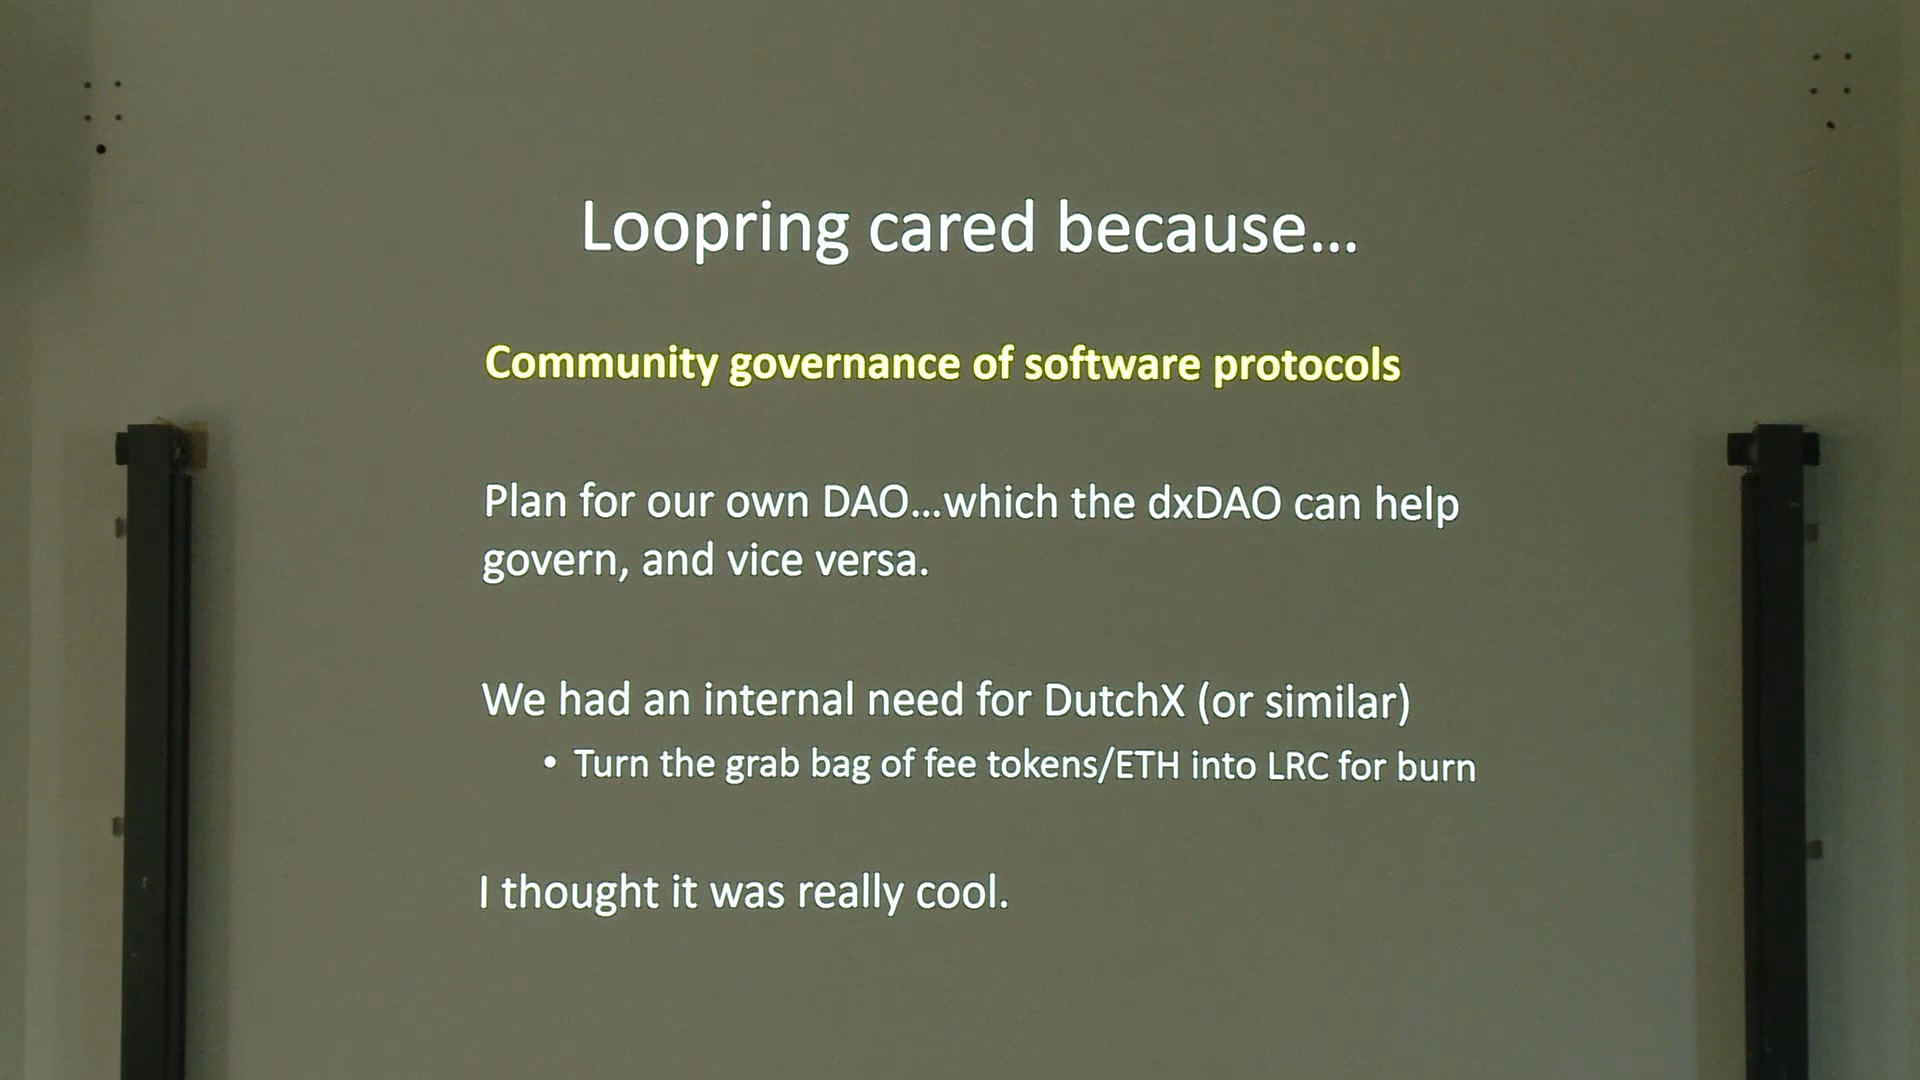 Loopring cared because...
Community governance of software protocols
Plan for our own DAO...which the dxDAO can help
govern, and vice versa.
We had an internal need for DutchX (or similar)
• Turn the grab bag of fee tokens/ETH into LRC for burn
I thought it was really cool.